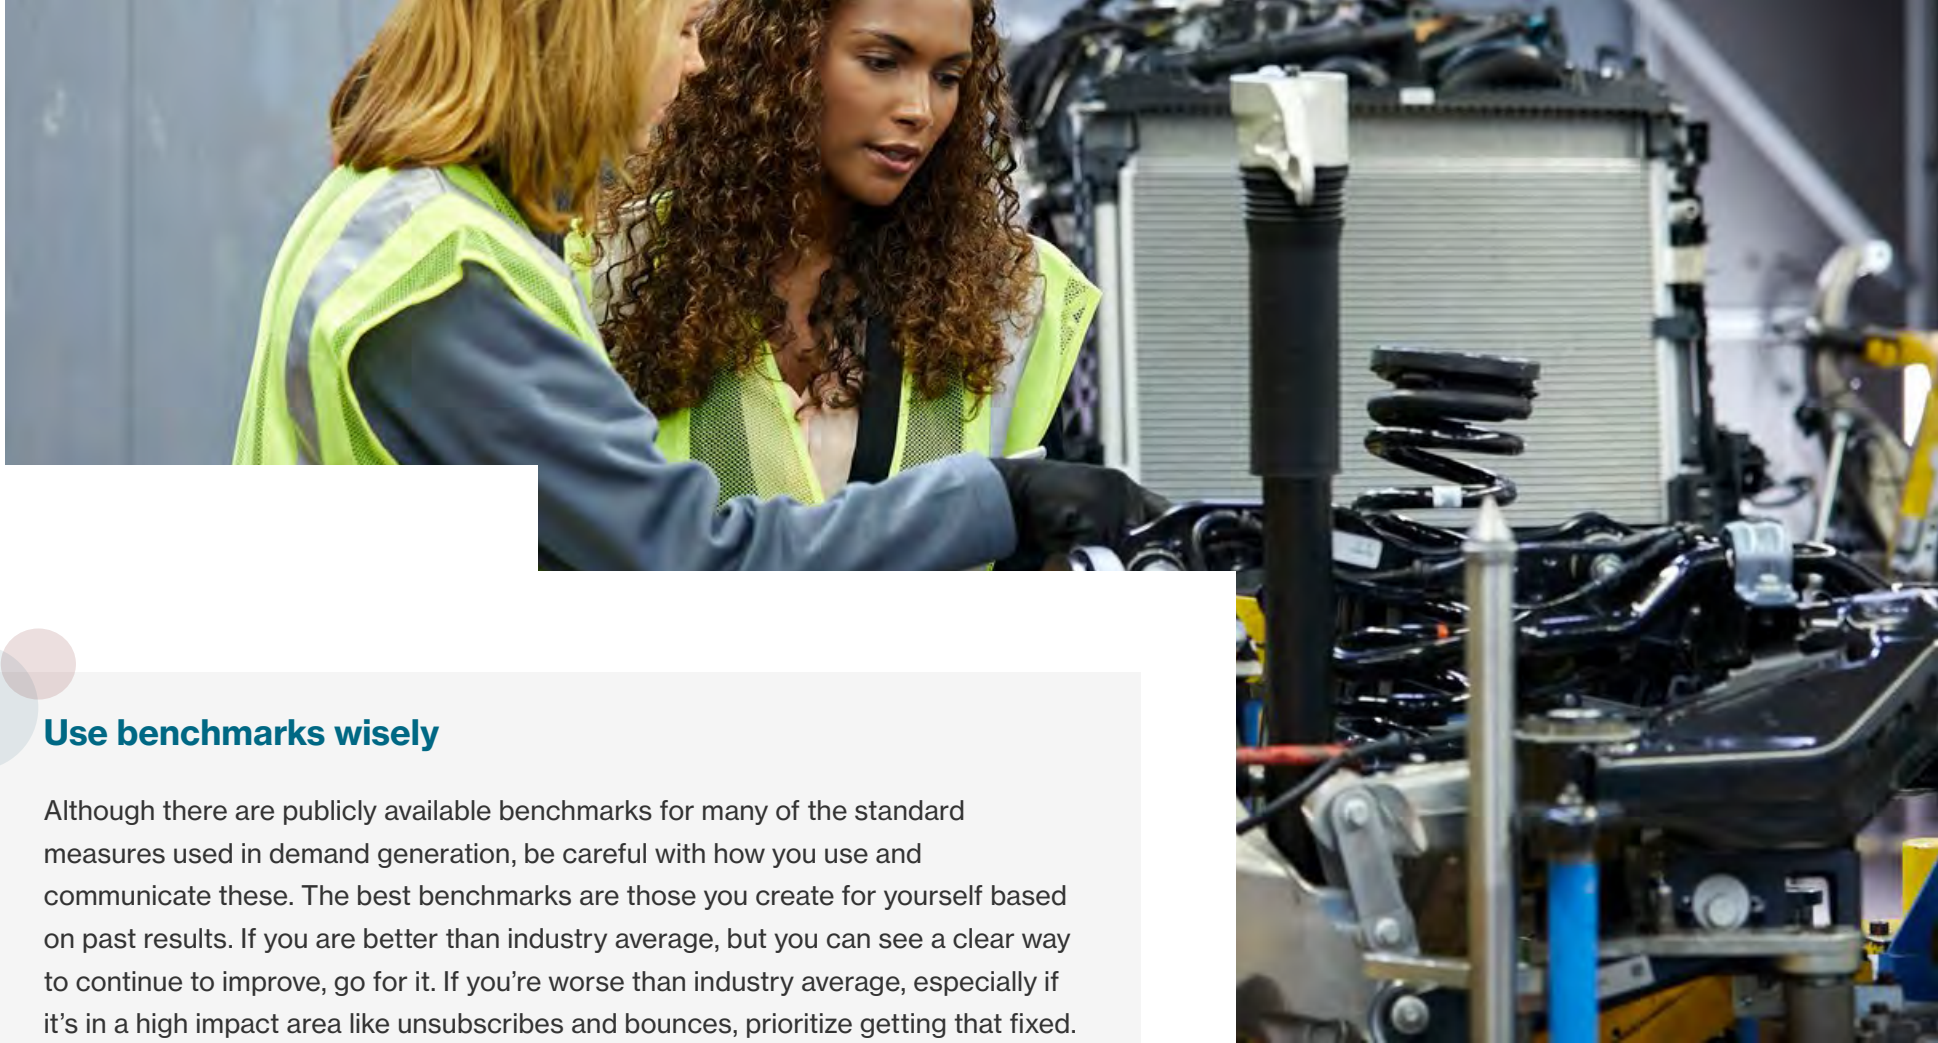 Use benchmarks wisely
Although there are publicly available benchmarks for many of the standard
measures used in demand generation, be careful with how you use and
communicate these. The best benchmarks are those you create for yourself based
on past results. If you are better than industry average, but you can see a clear way
to continue to improve, go for it. If you’re worse than industry average, especially if
it’s in a high impact area like unsubscribes and bounces, prioritize getting that fixed.